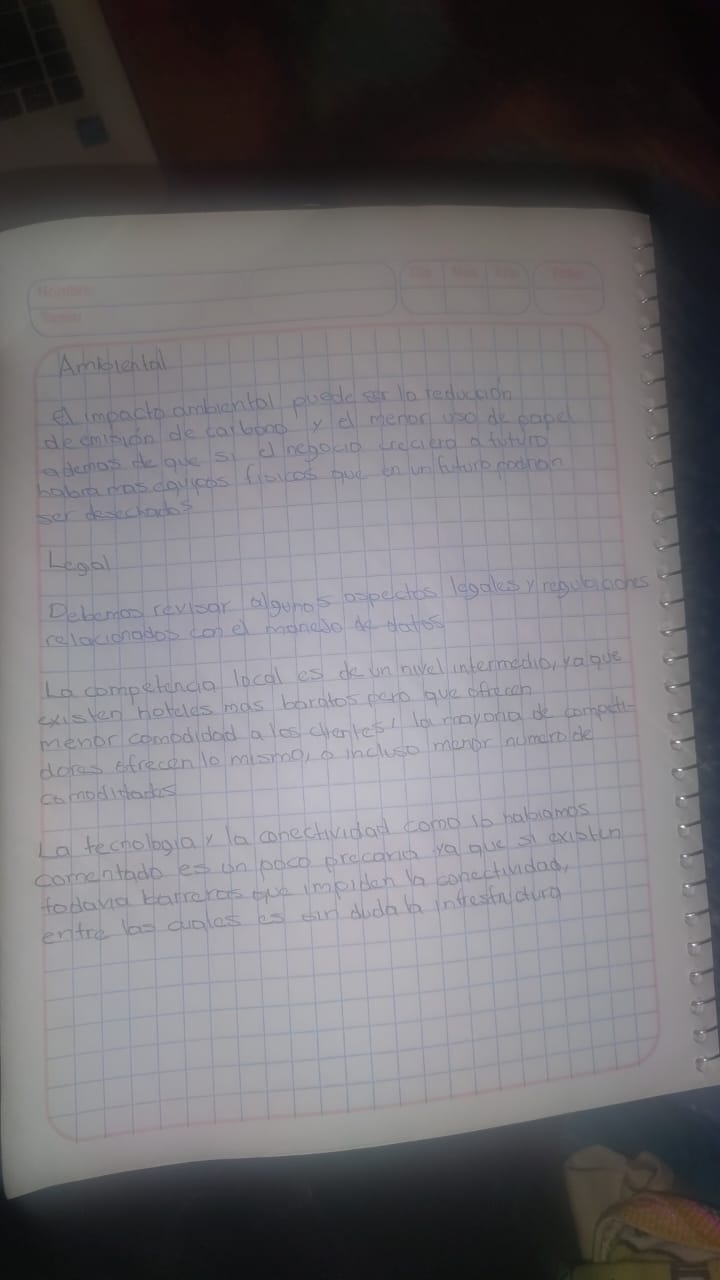 Nombre
Ambiental
el impacto ambiental puede ser la reducción
de emisión de carbono y el menor uso de papel
ademas de que si el negocio creciera a futuro
habra mas equipos fisicos que en un futuro podrian
ser desechados
Legal
Debemos revisar algunos aspectos legales y regulaciones
relacionados con el manejo de datos
La competencia local es de un nivel intermedio, ya que
existen hoteles mas baratos pero que ofrecen
menor comodidad a los clientes, la mayoria de competi-
dores ofrecen lo mismo, o incluso menor numero de
comodidades
La tecnologia y la conectividad como lo habiamos
comentado es un poco precaria ya que si existen
todavia barreras que impiden la conectividad,
entre las cuales es sin duda la infrestructura